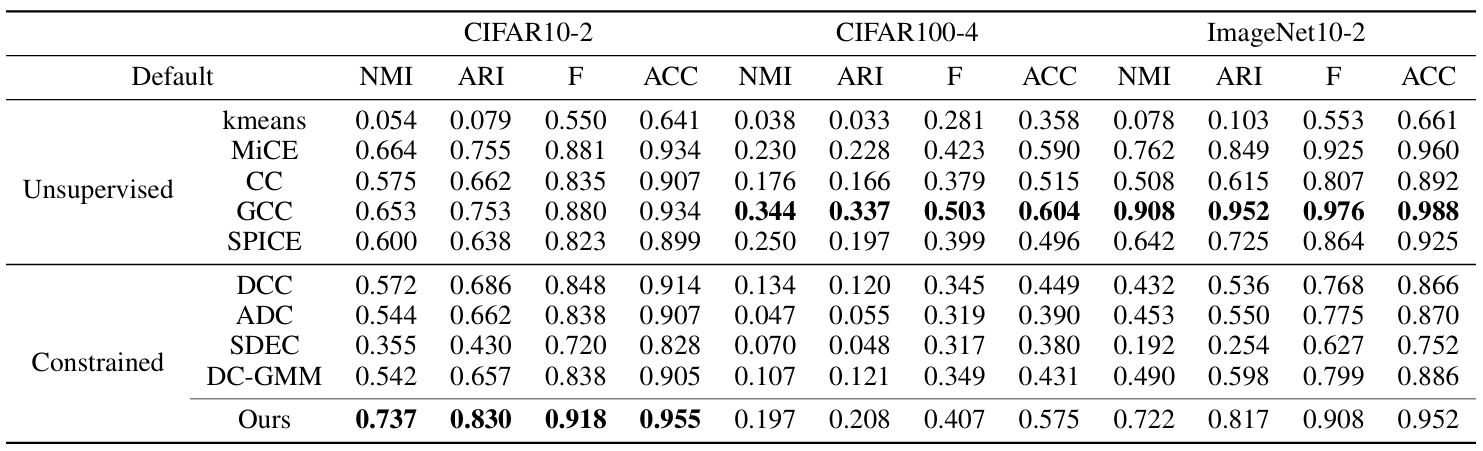 CIFAR10-2 CIFAR100-4 ImageNet10-2
Default NMI ARI F ACC NMI ARI F ACC NMI ARI F ACC
kmeans 0.054 0.079 0.550 0.641 0.038 0.033 0.281 0.358 0.078 0.103 0.553 0.661
MiCE 0.664 0.755 0.881 0.934 0.230 0.228 0.423 0.590 0.762 0.849 0.925 0.960
Unsupervised CC 0.575 0.662 0.835 0.907 0.176 0.166 0.379 0.515 0.508 0.615 0.807 0.892
GCC 0.653 0.753 0.880 0.934 0.344 0.337 0.503 0.604 0.908 0.952 0.976 0.988
SPICE 0.600 0.638 0.823 0.899 0.250 0.197 0.399 0.496 0.642 0.725 0.864 0.925
DCC 0.572 0.686 0.848 0.914 0.134 0.120 0.345 0.449 0.432 0.536 0.768 0.866
ADC 0.544 0.662 0.838 0.907 0.047 0.055 0.319 0.390 0.453 0.550 0.775 0.870
Constrained SDEC 0.355 0.430 0.720 0.828 0.070 0.048 0.317 0.380 0.192 0.254 0.627 0.752
DC-GMM 0.542 0.657 0.838 0.905 0.107 0.121 0.349 0.431 0.490 0.598 0.799 0.886
Ours 0.737 0.830 0.918 0.955 0.197 0.208 0.407 0.575 0.722 0.817 0.908 0.952